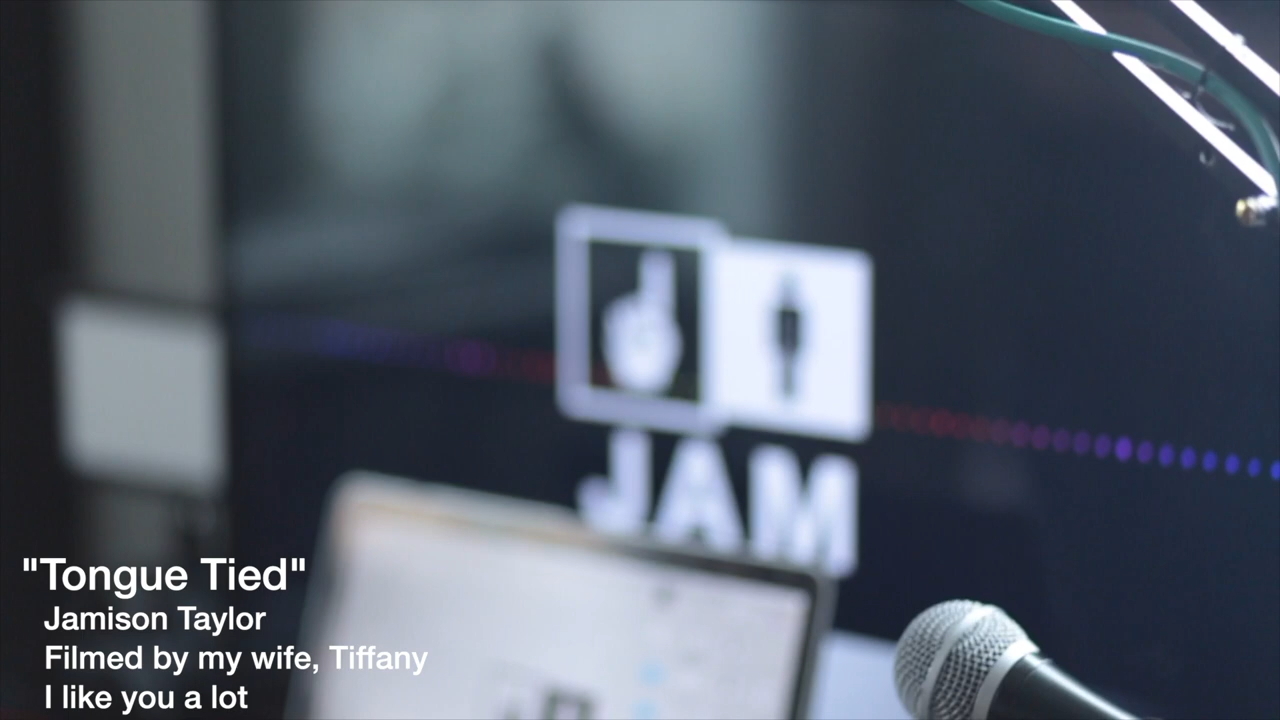 JAM
"Tongue Tied"
Jamison Taylor
Filmed by my wife, Tiffany
I like you a lot